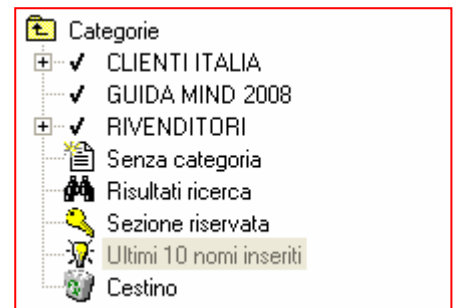 Categorie
CLIENTI ITALIA
GUIDA MIND 2008
RIVENDITORI
Senza categoria
Risultati ricerca
Sezione riservata
Ultimi 10 nomi inseriti
Cestino